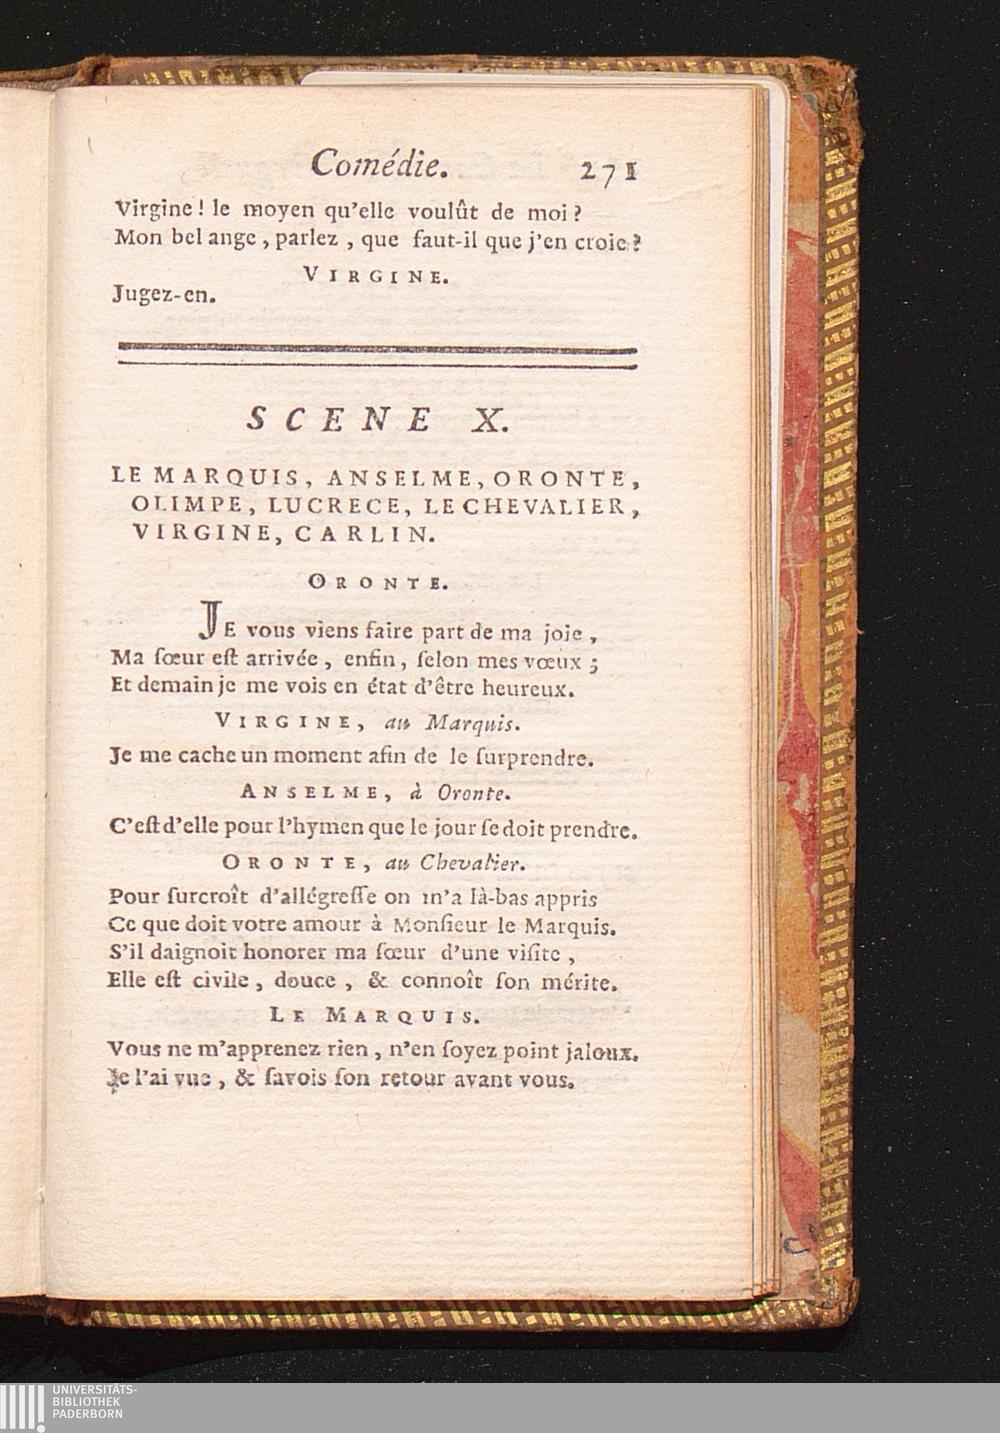 Comédie. 271
Virgine! le moyen qu'elle voulût de moi?
Mon bel ange, parlez, que faut-il que j'en croie?
VIRGINE.
Jugez-en.
SCENE X.
LE MARQUIS, ANSELME, ORONTE,
OLIMPE, LUCRECE, LE CHEVALIER,
VIRGINE, CARLIN.
ORONTE.
JE vous viens faire part de ma joie,
Ma sœur est arrivée, enfin, selon mes vœux;
Et demain je me vois en état d'être heureux.
VIRGINE, au Marquis.
Je me cache un moment afin de le surprendre.
ANSELME, à Oronte.
C'est d'elle pour l'hymen que le jour se doit prendre.
ORONTE, au Chevalier.
Pour surcroît d'allégresse on m'a là-bas appris
Ce que doit votre amour à Monsieur le Marquis.
S'il daignoit honorer ma sœur d'une visite,
Elle est civile, douce, & connoît son mérite.
LE MARQUIS.
Vous ne m'apprenez rien, n'en soyez point jaloux.
Je l'ai vue, & savois son retour avant vous.
UNIVERSITÄTS-
BIBLIOTHEK
PADERBORN